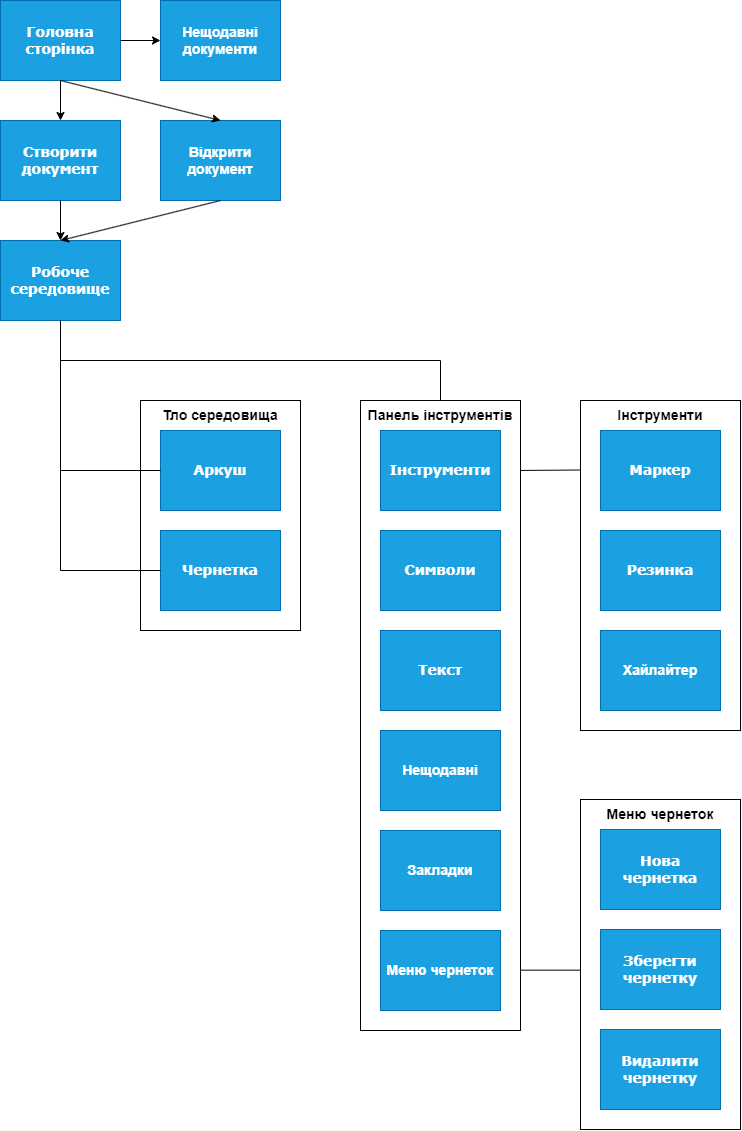 Головна
сторінка
Нещодавні
документи
Створити
документ
Відкрити
документ
Робоче
середовище
Тло середовища
Аркуш
Чернетка
Панель інструментів
Інструменти
Символи
Текст
Нещодавні
Закладки
Меню чернеток
Інструменти
Маркер
Резинка
Хайлайтер
Меню чернеток
Нова
чернетка
Зберегти
чернетку
Видалити
чернетку